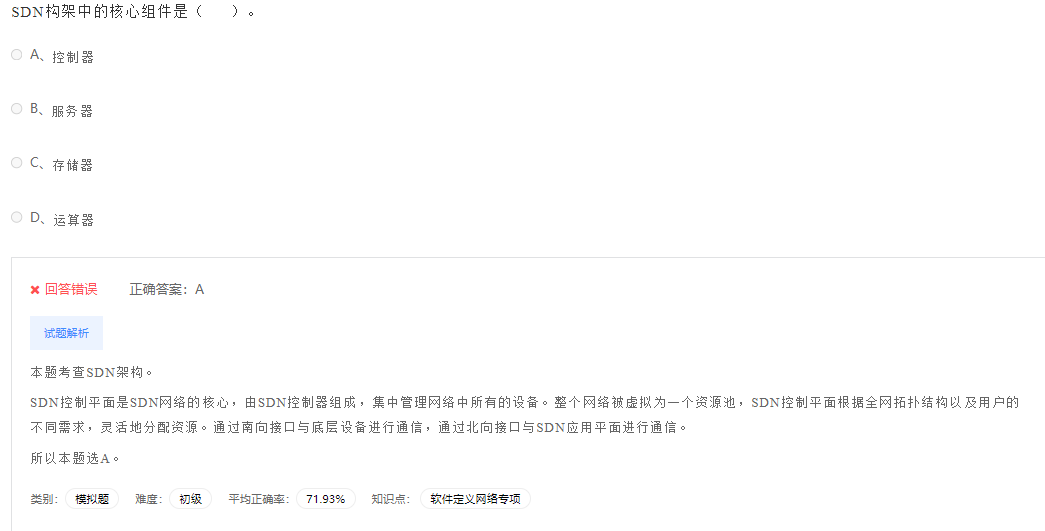 SDN构架中的核心组件是（　　）。
A、控制器
B、服务器
C、存储器
D、运算器
✖ 回答错误 正确答案：A
试题解析
本题考查SDN架构。
SDN控制平面是SDN网络的核心，由SDN控制器组成，集中管理网络中所有的设备。整个网络被虚拟为一个资源池，SDN控制平面根据全网拓扑结构以及用户的
不同需求，灵活地分配资源。通过南向接口与底层设备进行通信，通过北向接口与SDN应用平面进行通信。
所以本题选A。
类别： 模拟题 难度： 初级 平均正确率： 71.93% 知识点： 软件定义网络专项